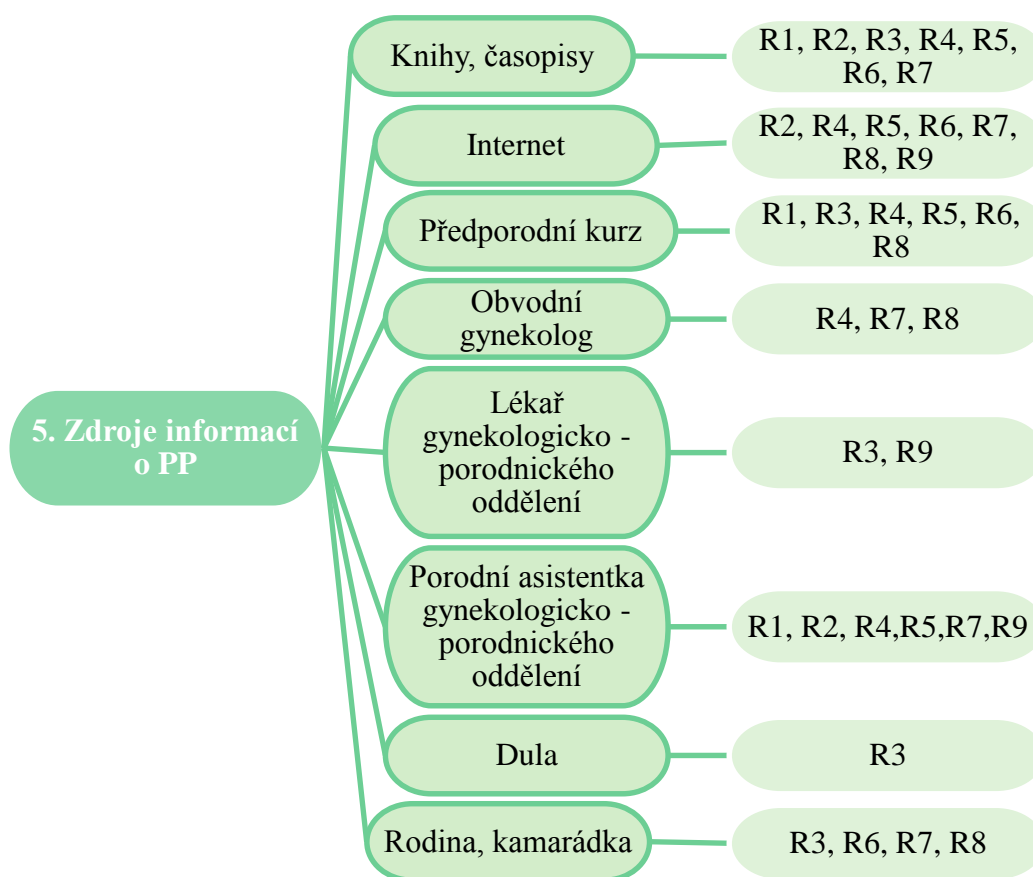 5. Zdroje informací
o PP
Knihy, časopisy
R1, R2, R3, R4, R5,
R6, R7
Internet
R2, R4, R5, R6, R7,
R8, R9
Předporodní kurz
R1, R3, R4, R5, R6,
R8
Obvodní
gynekolog
R4, R7, R8
Lékař
gynekologicko -
porodnického
oddělení
R3, R9
Porodní asistentka
gynekologicko -
porodnického
oddělení
R1, R2, R4,R5,R7,R9
Dula
R3
Rodina, kamarádka
R3, R6, R7, R8